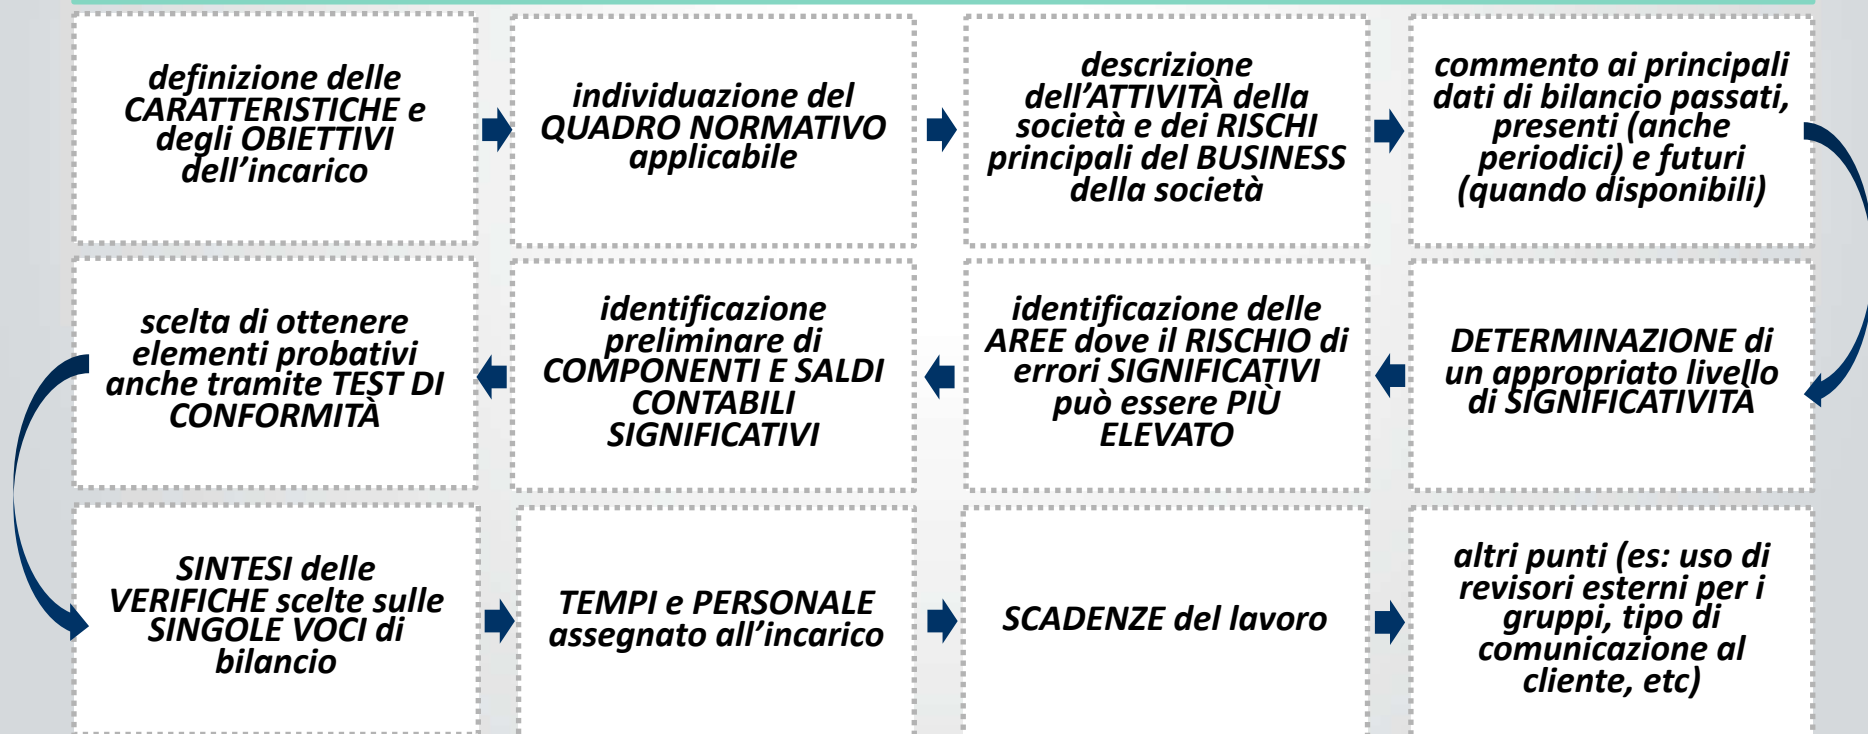 definizione delle
CARATTERISTICHE e
degli OBIETTIVI
dell’incarico
individuazione del
QUADRO NORMATIVO
applicabile
descrizione
dell’ATTIVITÀ della
società e dei RISCHI
principali del BUSINESS
della società
commento ai principali
dati di bilancio passati,
presenti (anche
periodici) e futuri
(quando disponibili)
DETERMINAZIONE di
un appropriato livello
di SIGNIFICATIVITÀ
identificazione delle
AREE dove il RISCHIO di
errori SIGNIFICATIVI
può essere PIÙ
ELEVATO
identificazione
preliminare di
COMPONENTI E SALDI
CONTABILI
SIGNIFICATIVI
scelta di ottenere
elementi probativi
anche tramite TEST DI
CONFORMITÀ
SINTESI delle
VERIFICHE scelte sulle
SINGOLE VOCI di
bilancio
TEMPI e PERSONALE
assegnato all’incarico
SCADENZE del lavoro
altri punti (es: uso di
revisori esterni per i
gruppi, tipo di
comunicazione al
cliente, etc)